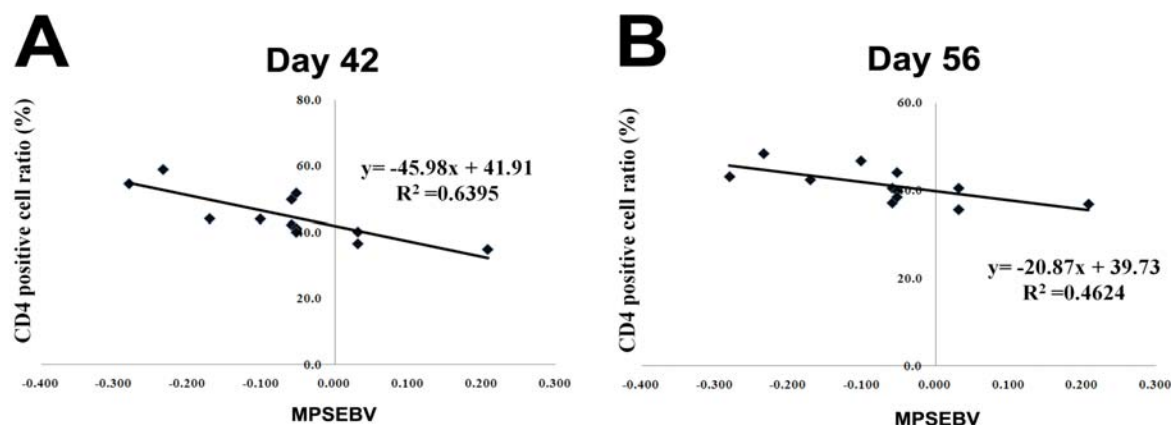 A
Day 42
CD4 positive cell ratio (%)
80.0
60.0
40.0
20.0
0.0
y= -45.98x + 41.91
R² =0.6395
-0.400
-0.300
-0.200
-0.100
0.000
0.100
0.200
0.300
MPSEBV
B
Day 56
CD4 positive cell ratio (%)
60.0
40.0
20.0
0.0
y= -20.87x + 39.73
R² =0.4624
-0.400
-0.300
-0.200
-0.100
0.000
0.100
0.200
0.300
MPSEBV